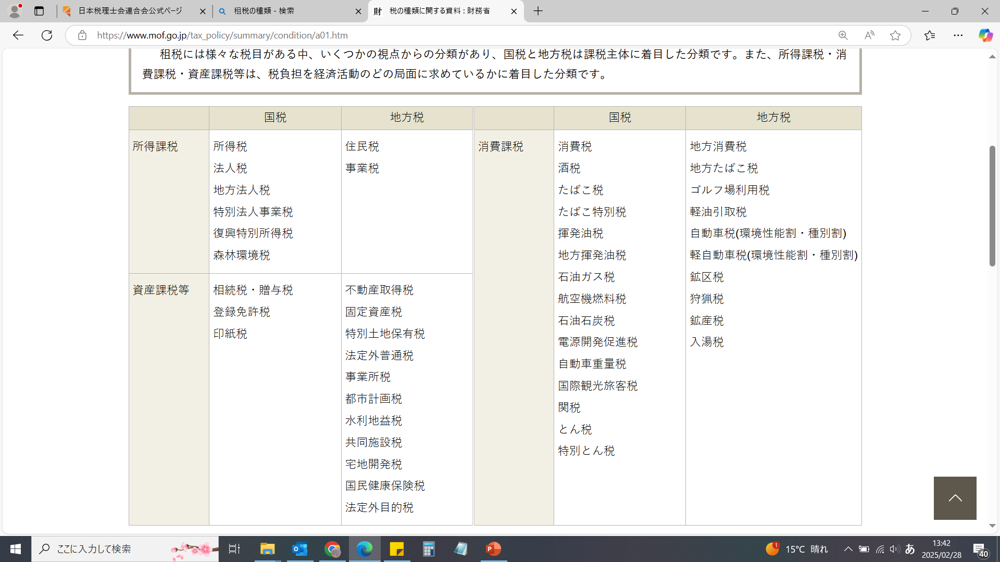 日本税理士会連合会公式ページ
租税の種類 - 検索
財 税の種類に関する資料 : 財務省
https://www.mof.go.jp/tax_policy/summary/condition/a01.htm
租税には様々な税目がある中、いくつかの視点からの分類があり、国税と地方税は課税主体に着目した分類です。また、所得課税・消
費課税・資産課税等は、税負担を経済活動のどの局面に求めているかに着目した分類です。
国税
地方税
所得課税
所得税
法人税
地方法人税
特別法人事業税
復興特別所得税
森林環境税
住民税
事業税
資産課税等
相続税・贈与税
登録免許税
印紙税
不動産取得税
固定資産税
特別土地保有税
法定外普通税
事業所税
都市計画税
水利地益税
共同施設税
宅地開発税
国民健康保険税
法定外目的税
国税
地方税
消費課税
消費税
酒税
たばこ税
たばこ特別税
揮発油税
地方揮発油税
石油ガス税
航空機燃料税
石油石炭税
電源開発促進税
自動車重量税
国際観光旅客税
関税
とん税
特別とん税
地方消費税
地方たばこ税
ゴルフ場利用税
軽油引取税
自動車税(環境性能割・種別割)
軽自動車税(環境性能割・種別割)
鉱区税
狩猟税
鉱産税
入湯税
ここに入力して検索
1
15℃ 晴れ
あ
13:42
2025/02/28
40